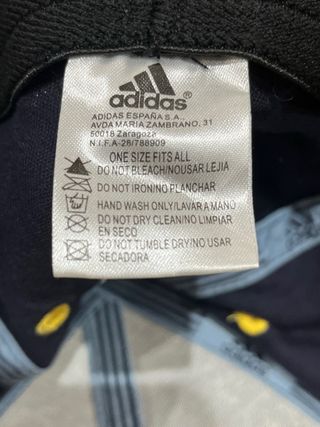 adidas
ADIDAS ESPAÑA S.A.
AVDA MARIA ZAMBRANO, 31
50018 Zaragoza
N.I.F.A-28/788909
ONE SIZE FITS ALL
DO NOT BLEACH/NOUSAR LEJIA
DO NOT IRON/NO PLANCHAR
HAND WASH ONLY/LAVAR A MANO
DO NOT DRY CLEAN/NO LIMPIAR
EN SECO
DO NOT TUMBLE DRY/NO USAR
SECADORA